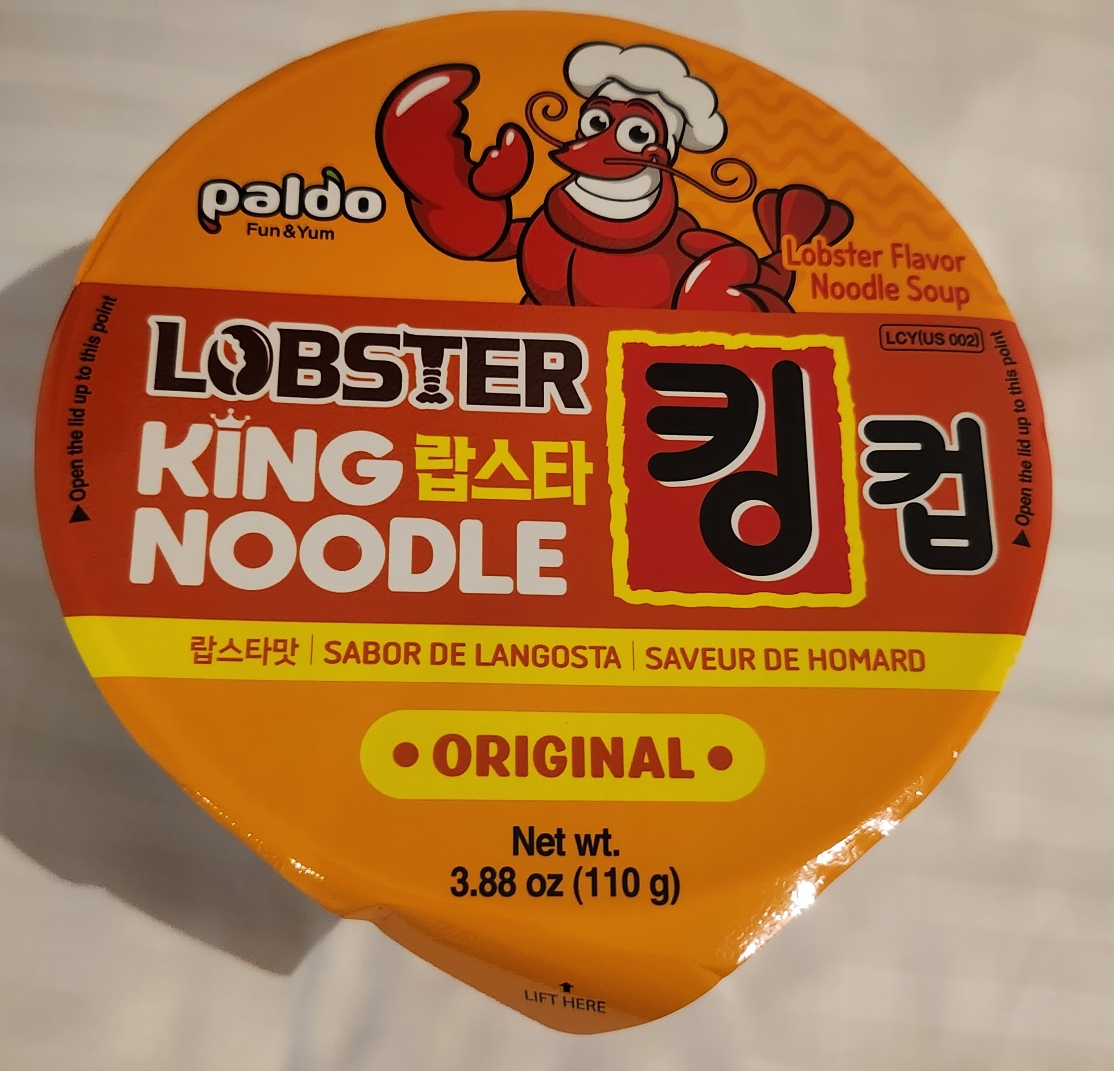 paldo
Fun & Yum
Lobster Flavor
Noodle Soup
LCY(US 002)
▶Open the lid up to this point
LOBSTER
KING 랍스타
NOODLE
킹컵
▶Open the lid up to this point
랍스타맛 | SABOR DE LANGOSTA | SAVEUR DE HOMARD
• ORIGINAL •
Net wt.
3.88 oz (110 g)
LIFT HERE